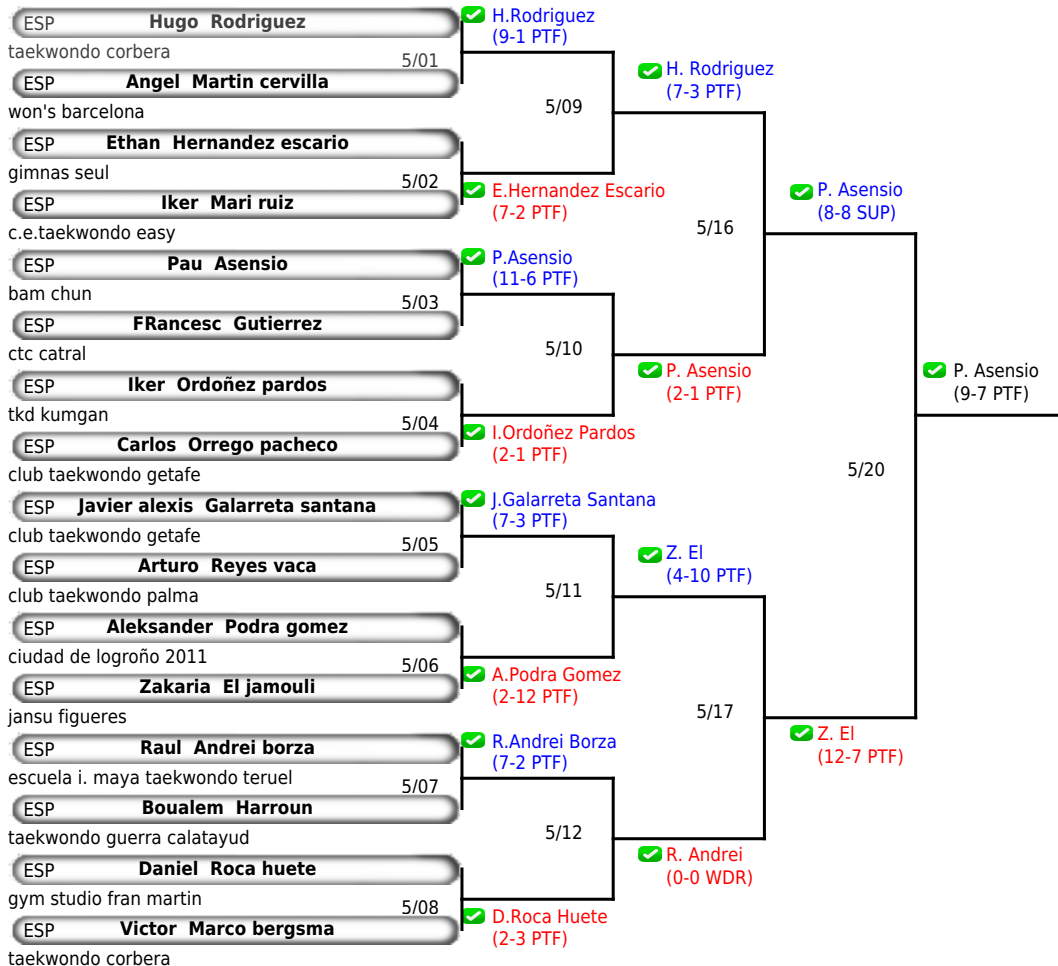 ESP Hugo Rodriguez
taekwondo corbera
5/01
ESP Angel Martin cervilla
won's barcelona
ESP Ethan Hernandez escario
gimnas seul
5/02
ESP Iker Mari ruiz
c.e.taekwondo easy
ESP Pau Asensio
bam chun
5/03
ESP FRancesc Gutierrez
ctc catral
ESP Iker Ordoñez pardos
tkd kumgan
5/04
ESP Carlos Orrego pacheco
club taekwondo getafe
ESP Javier alexis Galarreta santana
club taekwondo getafe
5/05
ESP Arturo Reyes vaca
club taekwondo palma
ESP Aleksander Podra gomez
ciudad de logroño 2011
5/06
ESP Zakaria El jamouli
jansu figueres
ESP Raul Andrei borza
escuela i. maya taekwondo teruel
5/07
ESP Boualem Harroun
taekwondo guerra calatayud
ESP Daniel Roca huete
gym studio fran martin
5/08
ESP Victor Marco bergsma
taekwondo corbera
H.Rodriguez
(9-1 PTF)
5/09
E.Hernandez Escario
(7-2 PTF)
P.Asensio
(11-6 PTF)
5/10
I.Ordoñez Pardos
(2-1 PTF)
J.Galarreta Santana
(7-3 PTF)
5/11
A.Podra Gomez
(2-12 PTF)
R.Andrei Borza
(7-2 PTF)
5/12
D.Roca Huete
(2-3 PTF)
H. Rodriguez
(7-3 PTF)
5/16
P. Asensio
(2-1 PTF)
Z. El
(4-10 PTF)
5/17
R. Andrei
(0-0 WDR)
P. Asensio
(8-8 SUP)
5/20
Z. El
(12-7 PTF)
P. Asensio
(9-7 PTF)